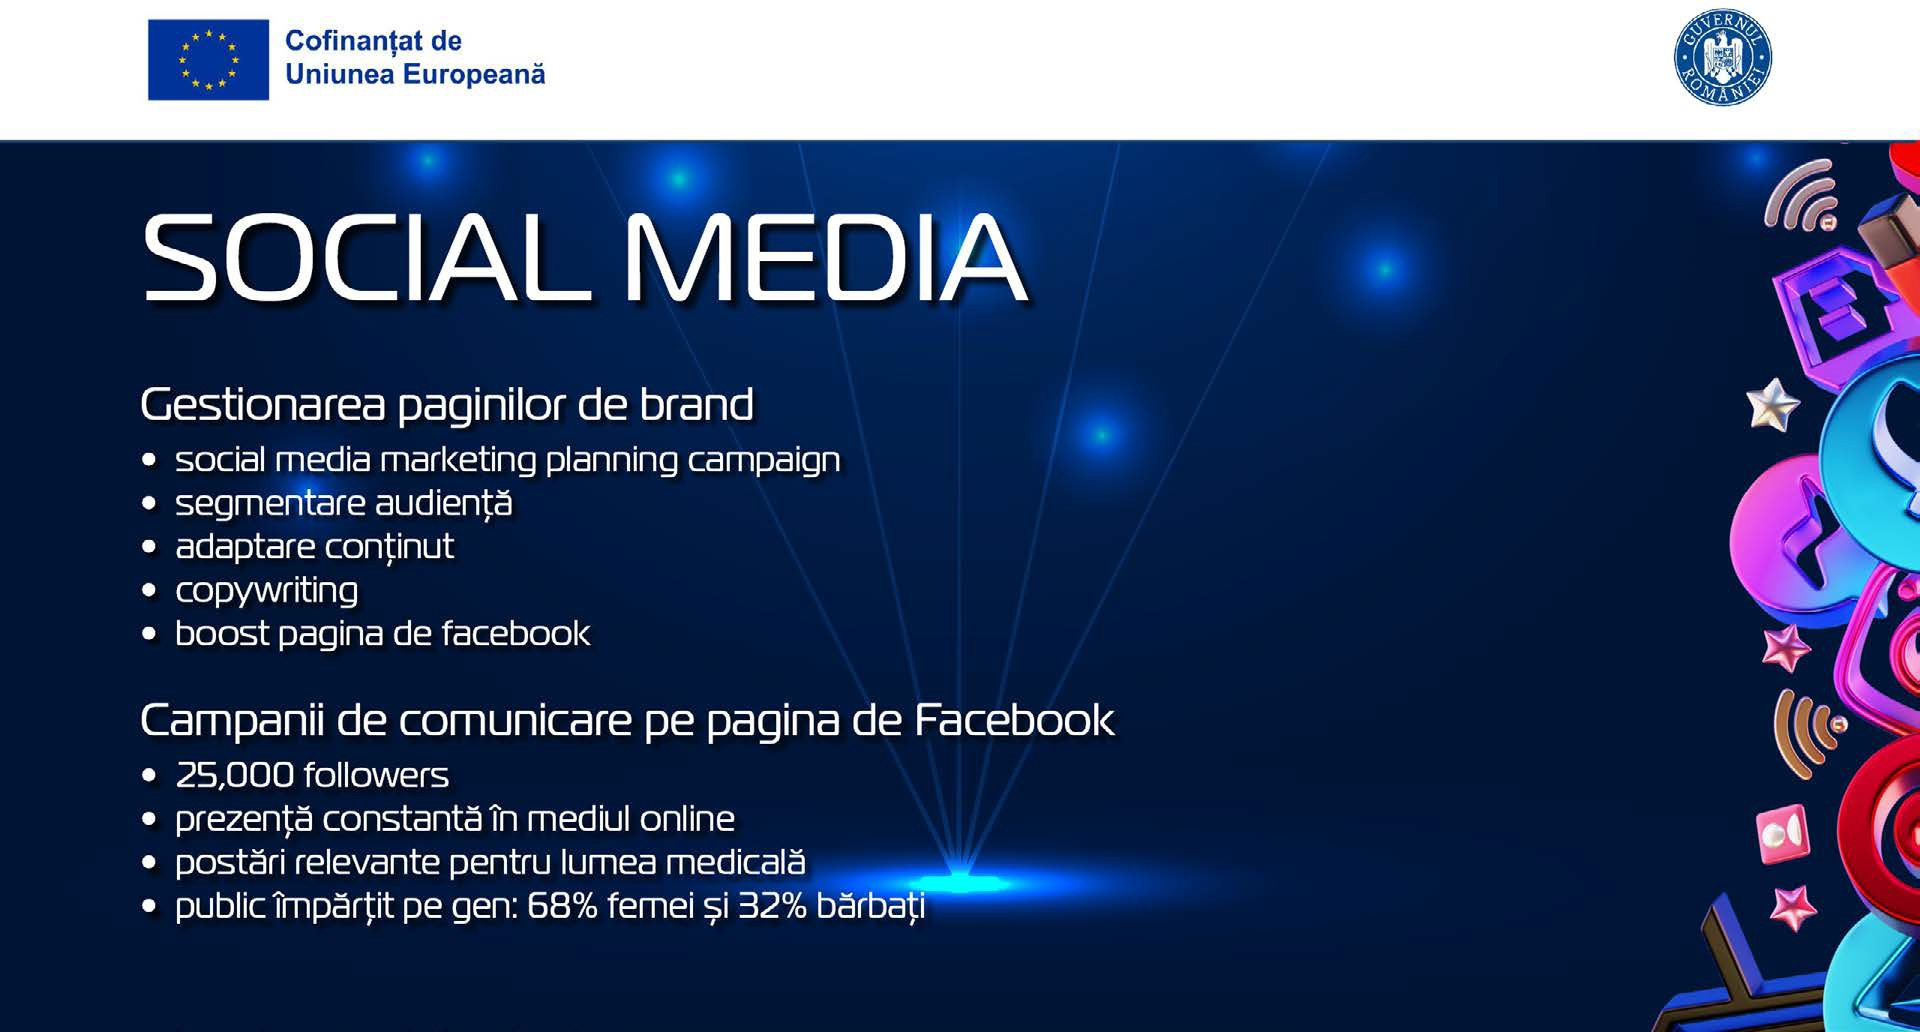 Cofinanțat de
Uniunea Europeană
GUVERNUL ROMÂNIEI
SOCIAL MEDIA
Gestionarea paginilor de brand
• social media marketing planning campaign
• segmentare audiență
• adaptare conținut
• copywriting
• boost pagina de facebook
Campanii de comunicare pe pagina de Facebook
• 25,000 followers
• prezență constantă în mediul online
• postări relevante pentru lumea medicală
• public împărțit pe gen: 68% femei și 32% bărbați